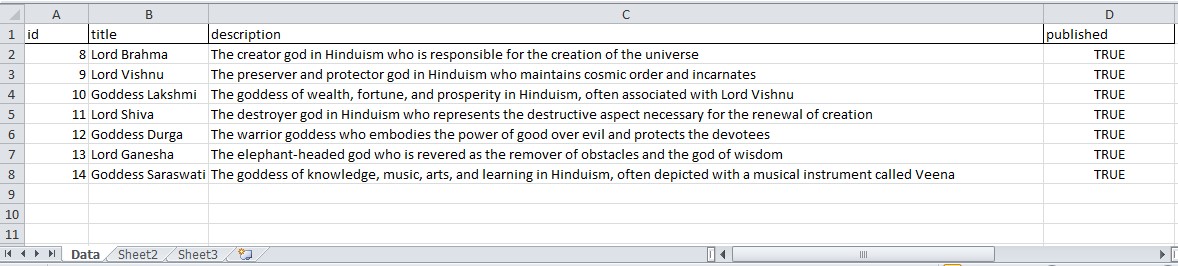 A B C D
1 id title description published
2 8 Lord Brahma The creator god in Hinduism who is responsible for the creation of the universe TRUE
3 9 Lord Vishnu The preserver and protector god in Hinduism who maintains cosmic order and incarnates TRUE
4 10 Goddess Lakshmi The goddess of wealth, fortune, and prosperity in Hinduism, often associated with Lord Vishnu TRUE
5 11 Lord Shiva The destroyer god in Hinduism who represents the destructive aspect necessary for the renewal of creation TRUE
6 12 Goddess Durga The warrior goddess who embodies the power of good over evil and protects the devotees TRUE
7 13 Lord Ganesha The elephant-headed god who is revered as the remover of obstacles and the god of wisdom TRUE
8 14 Goddess Saraswati The goddess of knowledge, music, arts, and learning in Hinduism, often depicted with a musical instrument called Veena TRUE
9
10
11
Data Sheet2 Sheet3